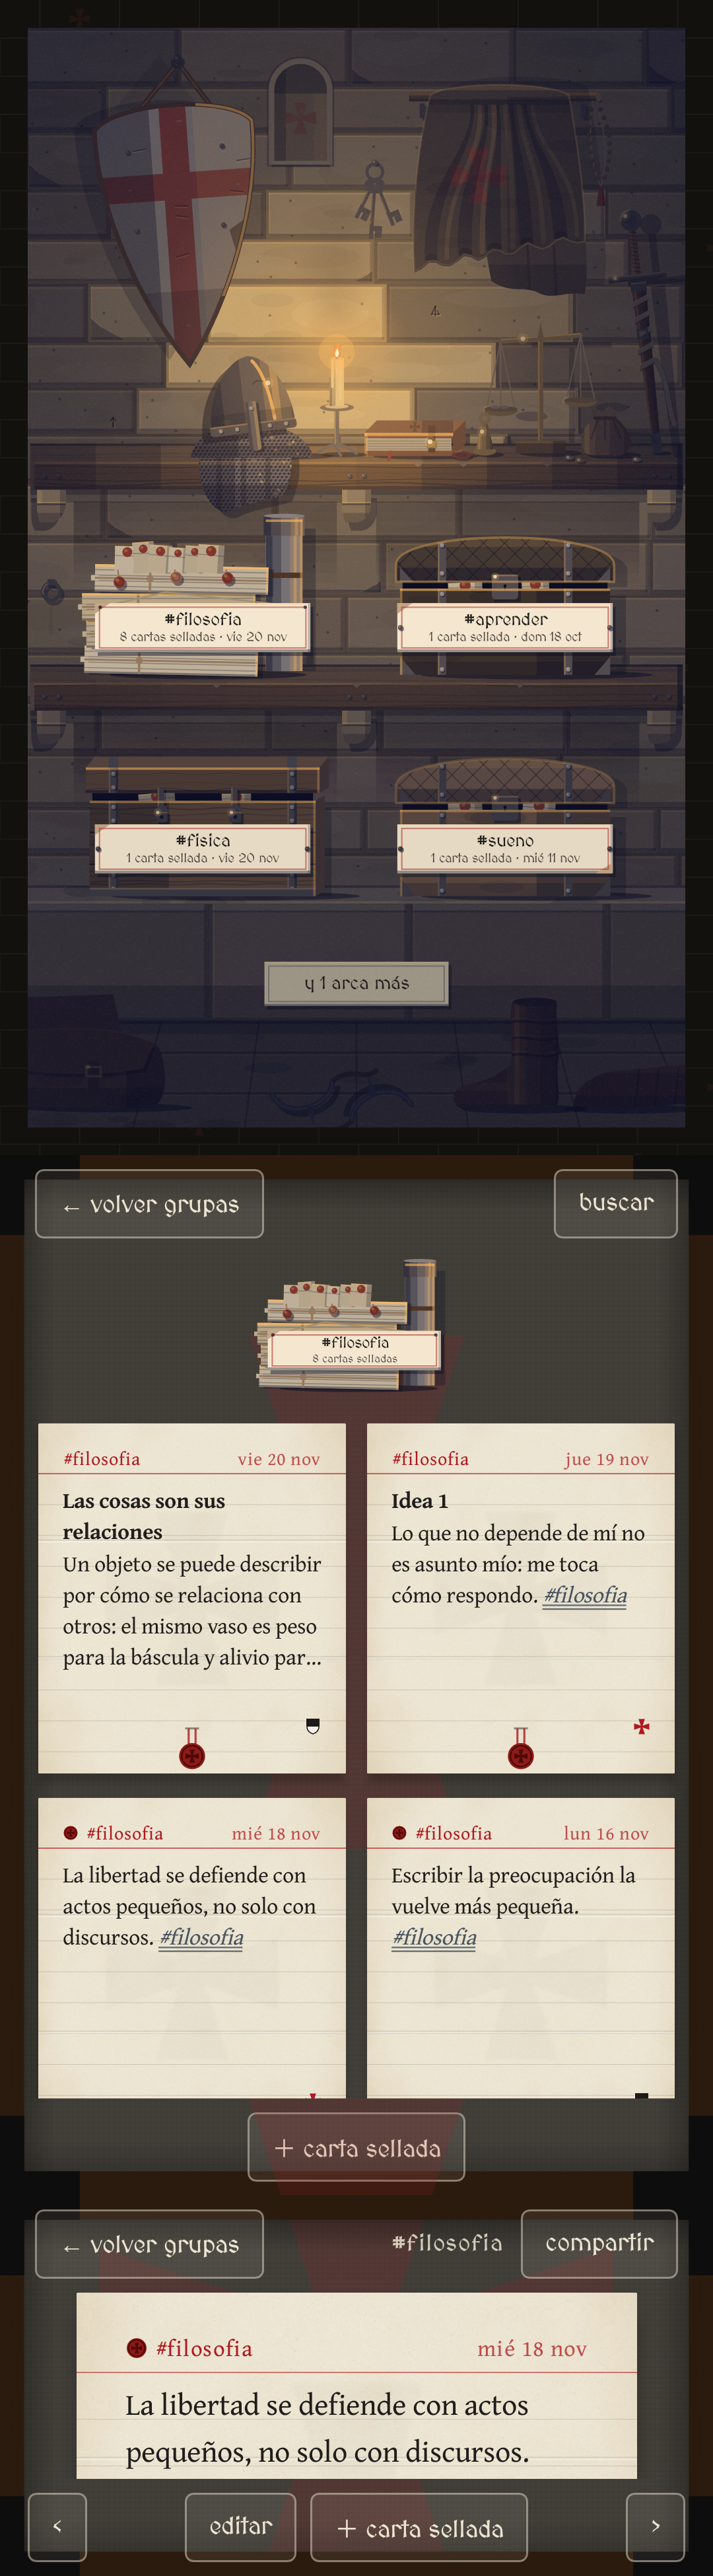 #filosofia
8 cartas selladas · vie 20 nov
#aprender
1 carta sellada · dom 18 oct
#fisica
1 carta sellada · vie 20 nov
#sueno
1 carta sellada · mié 11 nov
y 1 arca más
← volver grupas
buscar
#filosofia
8 cartas selladas
#filosofia vie 20 nov
Las cosas son sus
relaciones
Un objeto se puede describir
por cómo se relaciona con
otros: el mismo vaso es peso
para la báscula y alivio par...
#filosofia jue 19 nov
Idea 1
Lo que no depende de mí no
es asunto mío: me toca
cómo respondo. #filosofia
#filosofia mié 18 nov
La libertad se defiende con
actos pequeños, no solo con
discursos. #filosofia
#filosofia lun 16 nov
Escribir la preocupación la
vuelve más pequeña.
#filosofia
+ carta sellada
← volver grupas
#filosofia
compartir
#filosofia mié 18 nov
La libertad se defiende con actos
pequeños, no solo con discursos.
‹
editar
+ carta sellada
›